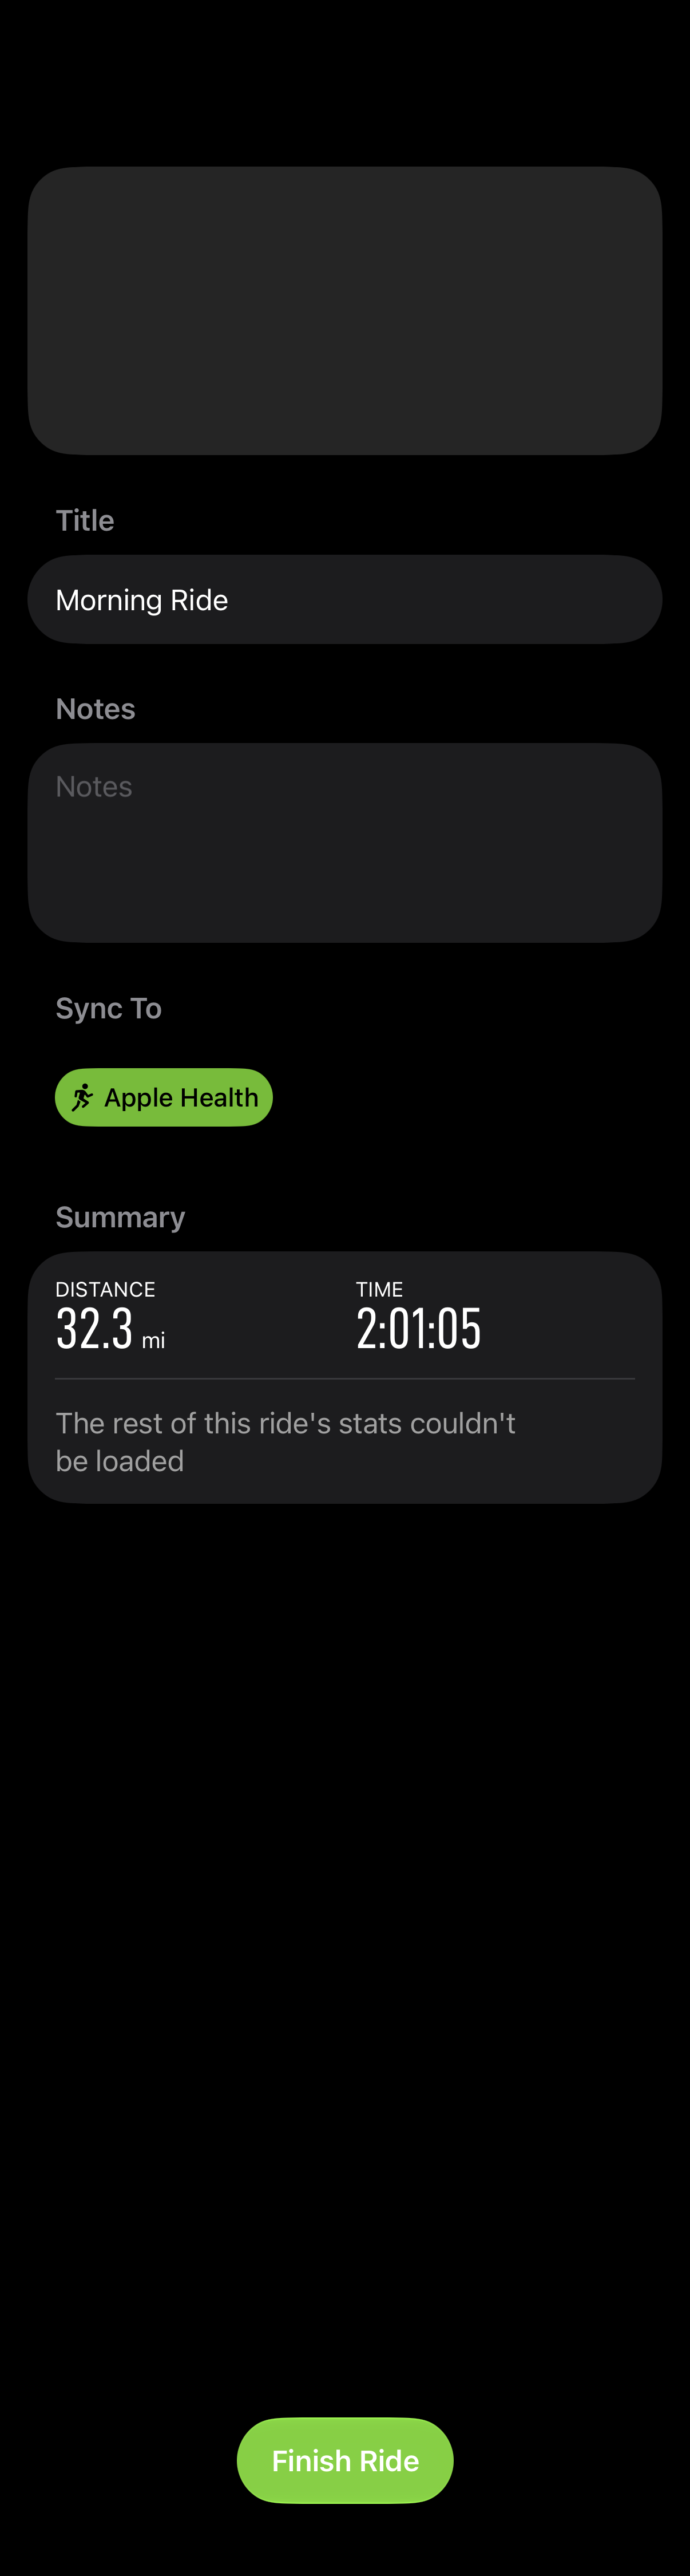 Title
Morning Ride
Notes
Notes
Sync To
Apple Health
Summary
DISTANCE TIME
32.3 mi 2:01:05
The rest of this ride's stats couldn't
be loaded
Finish Ride